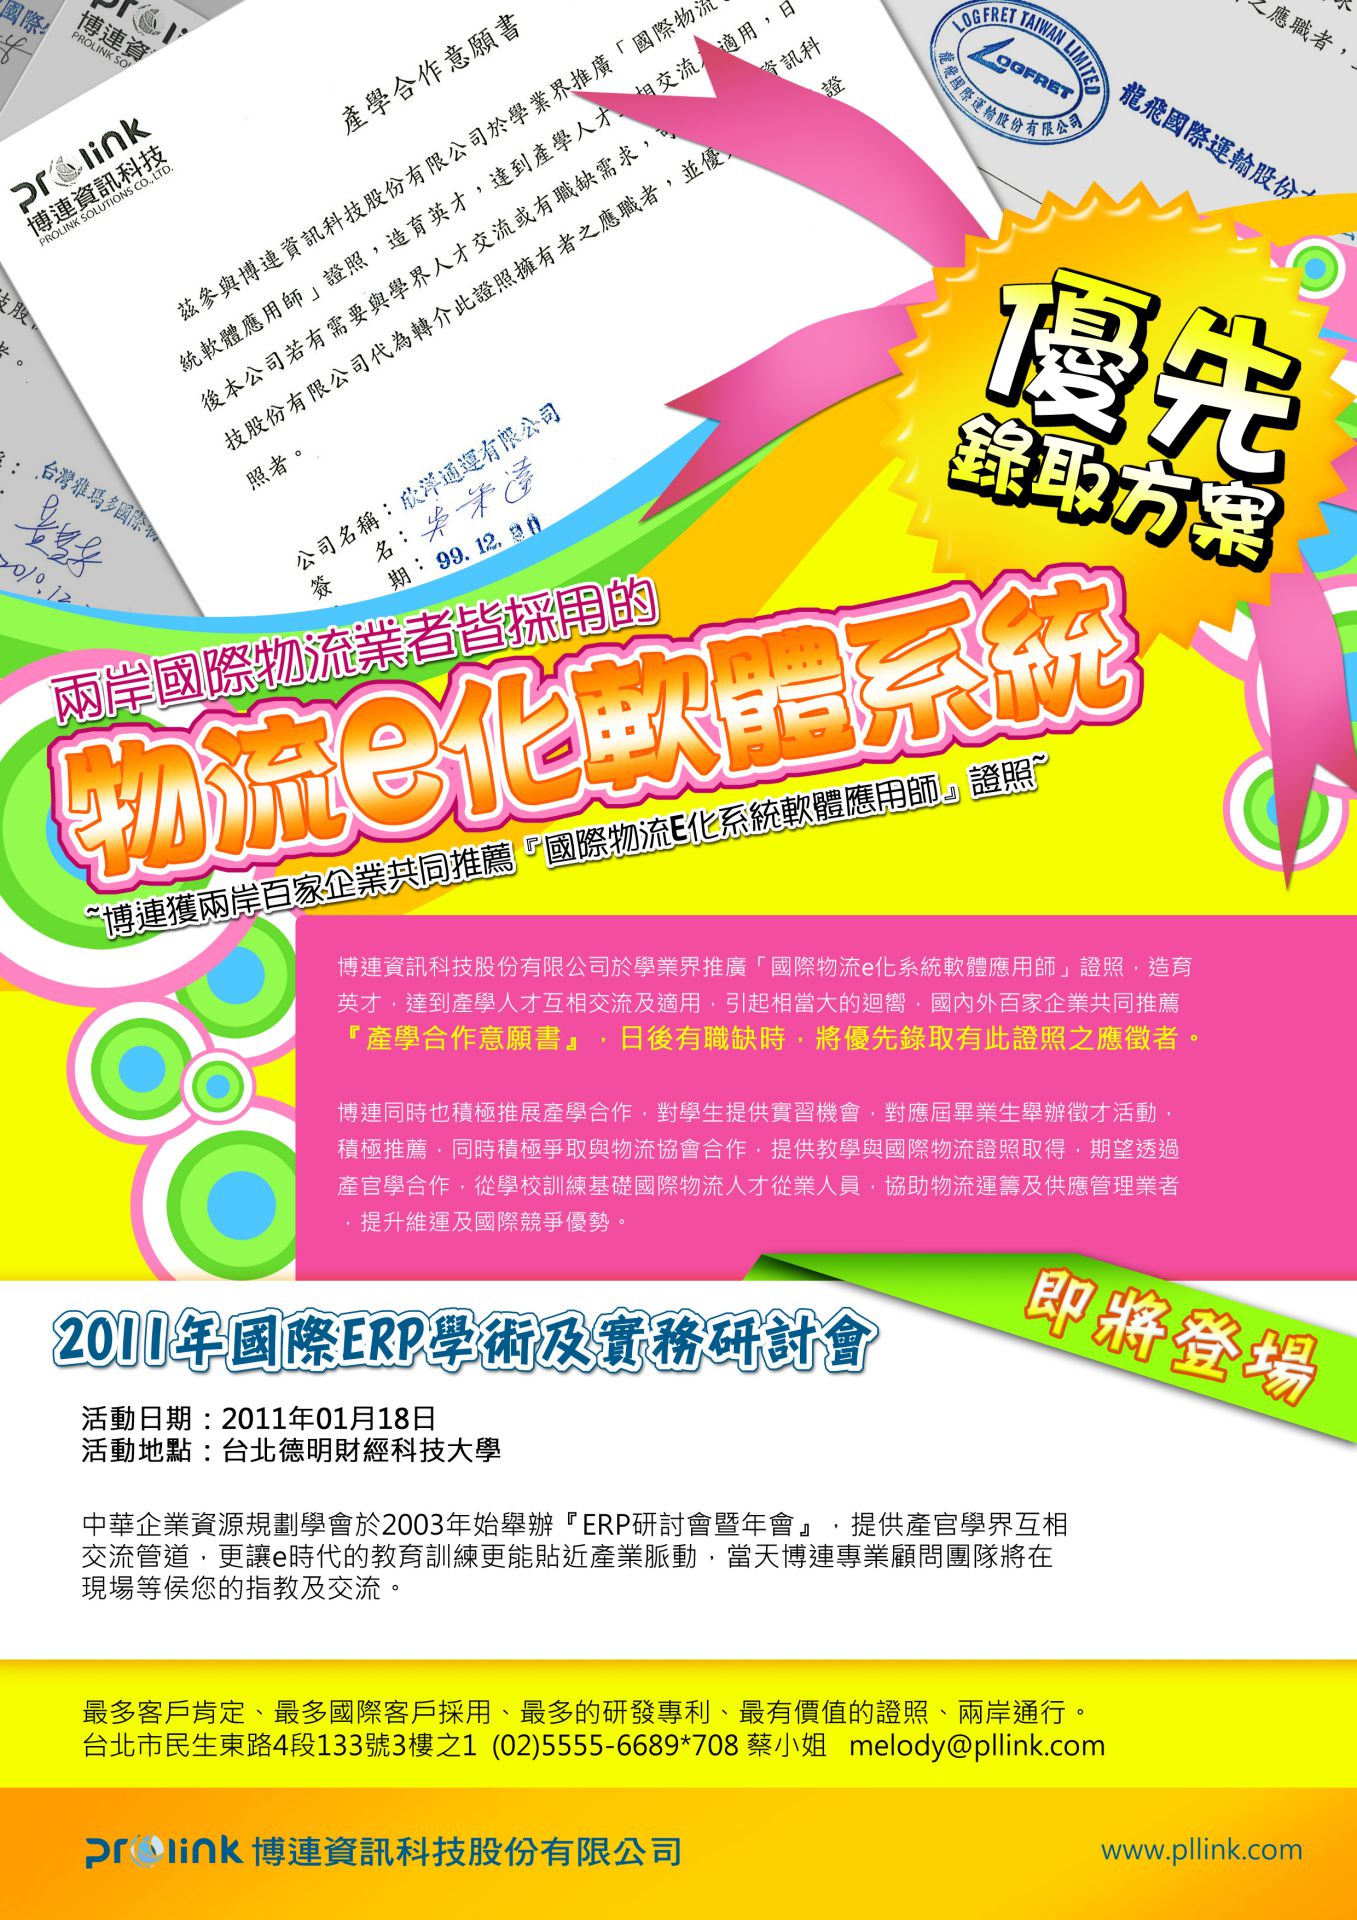 prolink
博連資訊科技
PROLINK SOLUTIONS CO., LTD.
產學合作意願書
茲參與博連資訊科技股份有限公司於學業界推廣「國際物流
統軟體應用師」證照,造育英才,達到產學人才 相交流 適用,日
後本公司若有需要與學界人才交流或有職缺需求, 資訊科
技股份有限公司代為轉介此證照擁有者之應職者,並優 證
照者。
公司名稱:欣洋通運有限公司
簽 名:
期:99.12.
台灣雅瑪多國際
LOGFRET TAIWAN LIMITED
LOGFRET
龍飛國際運輸股份有限公司
龍飛國際運輸股份
之應職者,
優先
錄取方案
兩岸國際物流業者皆採用的
物流e化軟體系統
~博連獲兩岸百家企業共同推薦『國際物流E化系統軟體應用師』證照~
博連資訊科技股份有限公司於學業界推廣「國際物流e化系統軟體應用師」證照,造育
英才,達到產學人才互相交流及適用,引起相當大的迴嚮,國內外百家企業共同推薦
『產學合作意願書』,日後有職缺時,將優先錄取有此證照之應徵者。
博連同時也積極推展產學合作,對學生提供實習機會,對應屆畢業生舉辦徵才活動,
積極推薦,同時積極爭取與物流協會合作,提供教學與國際物流證照取得,期望透過
產官學合作,從學校訓練基礎國際物流人才從業人員,協助物流運籌及供應管理業者
,提升維運及國際競爭優勢。
即將登場
2011年國際ERP學術及實務研討會
活動日期:2011年01月18日
活動地點:台北德明財經科技大學
中華企業資源規劃學會於2003年始舉辦『ERP研討會暨年會』,提供產官學界互相
交流管道,更讓e時代的教育訓練更能貼近產業脈動,當天博連專業顧問團隊將在
現場等侯您的指教及交流。
最多客戶肯定、最多國際客戶採用、最多的研發專利、最有價值的證照、兩岸通行。
台北市民生東路4段133號3樓之1 (02)5555-6689*708 蔡小姐 melody@pllink.com
prolink 博連資訊科技股份有限公司
www.pllink.com